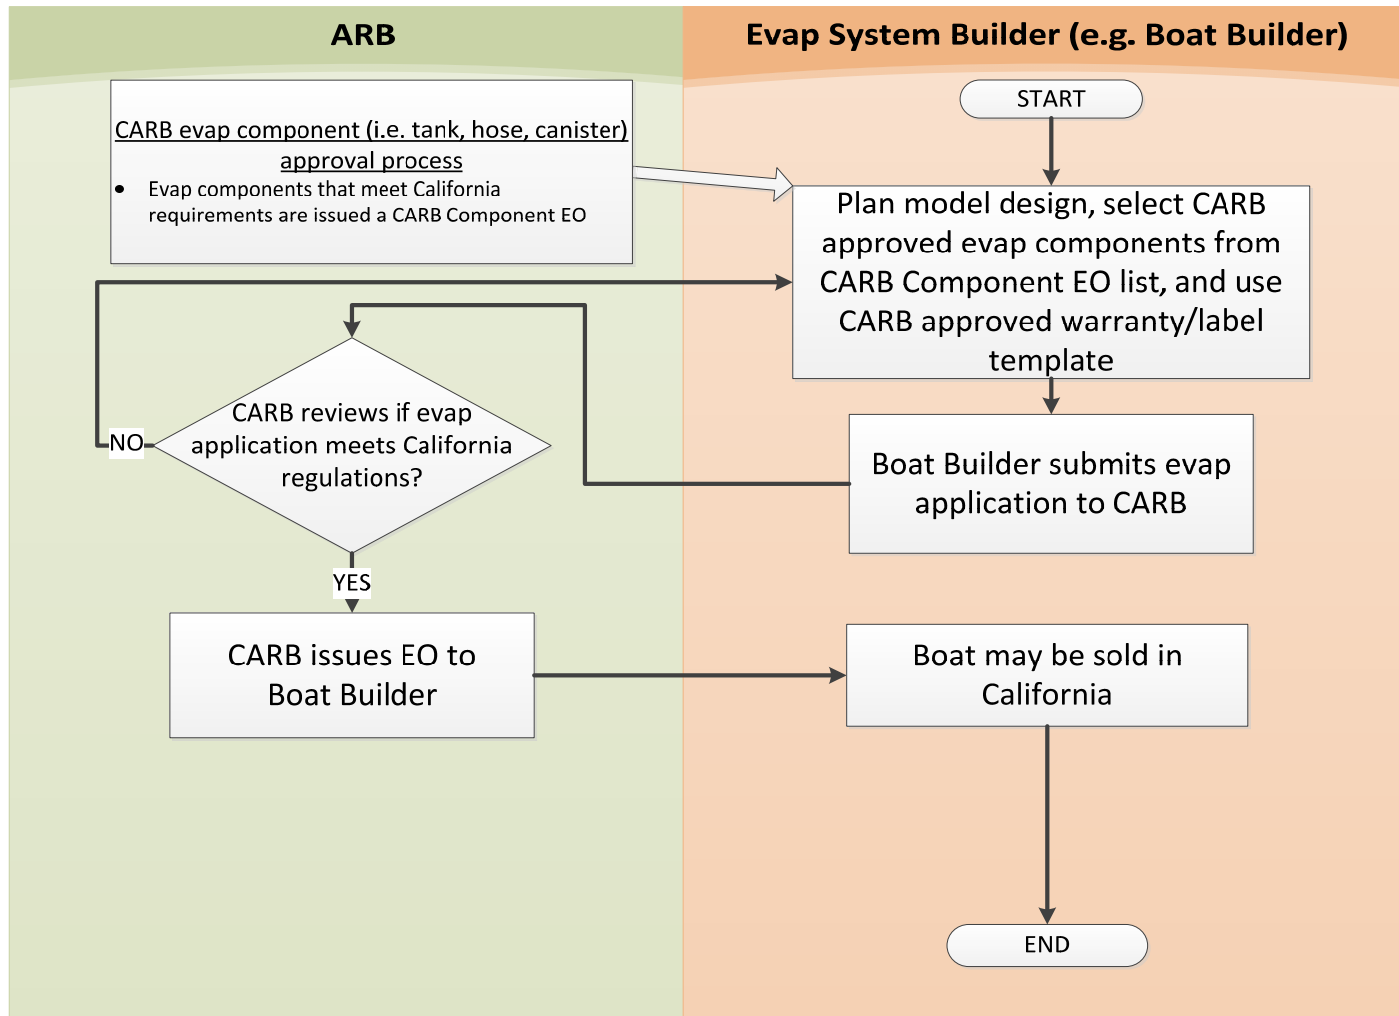 ARB
Evap System Builder (e.g. Boat Builder)
CARB evap component (i.e. tank, hose, canister)
approval process
• Evap components that meet California
requirements are issued a CARB Component EO
START
Plan model design, select CARB
approved evap components from
CARB Component EO list, and use
CARB approved warranty/label
template
CARB reviews if evap
application meets California
regulations?
NO
YES
Boat Builder submits evap
application to CARB
CARB issues EO to
Boat Builder
Boat may be sold in
California
END